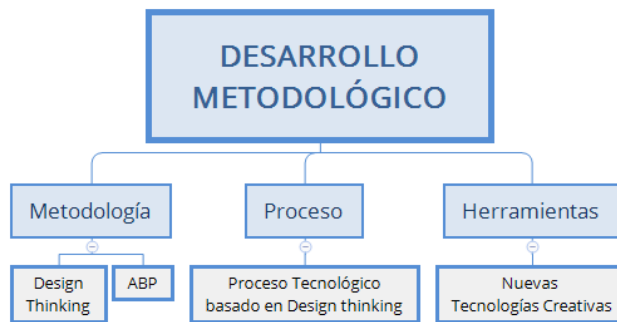 DESARROLLO
METODOLÓGICO
Metodología
Proceso
Herramientas
Design
Thinking
ABP
Proceso Tecnológico
basado en Design thinking
Nuevas
Tecnologías Creativas